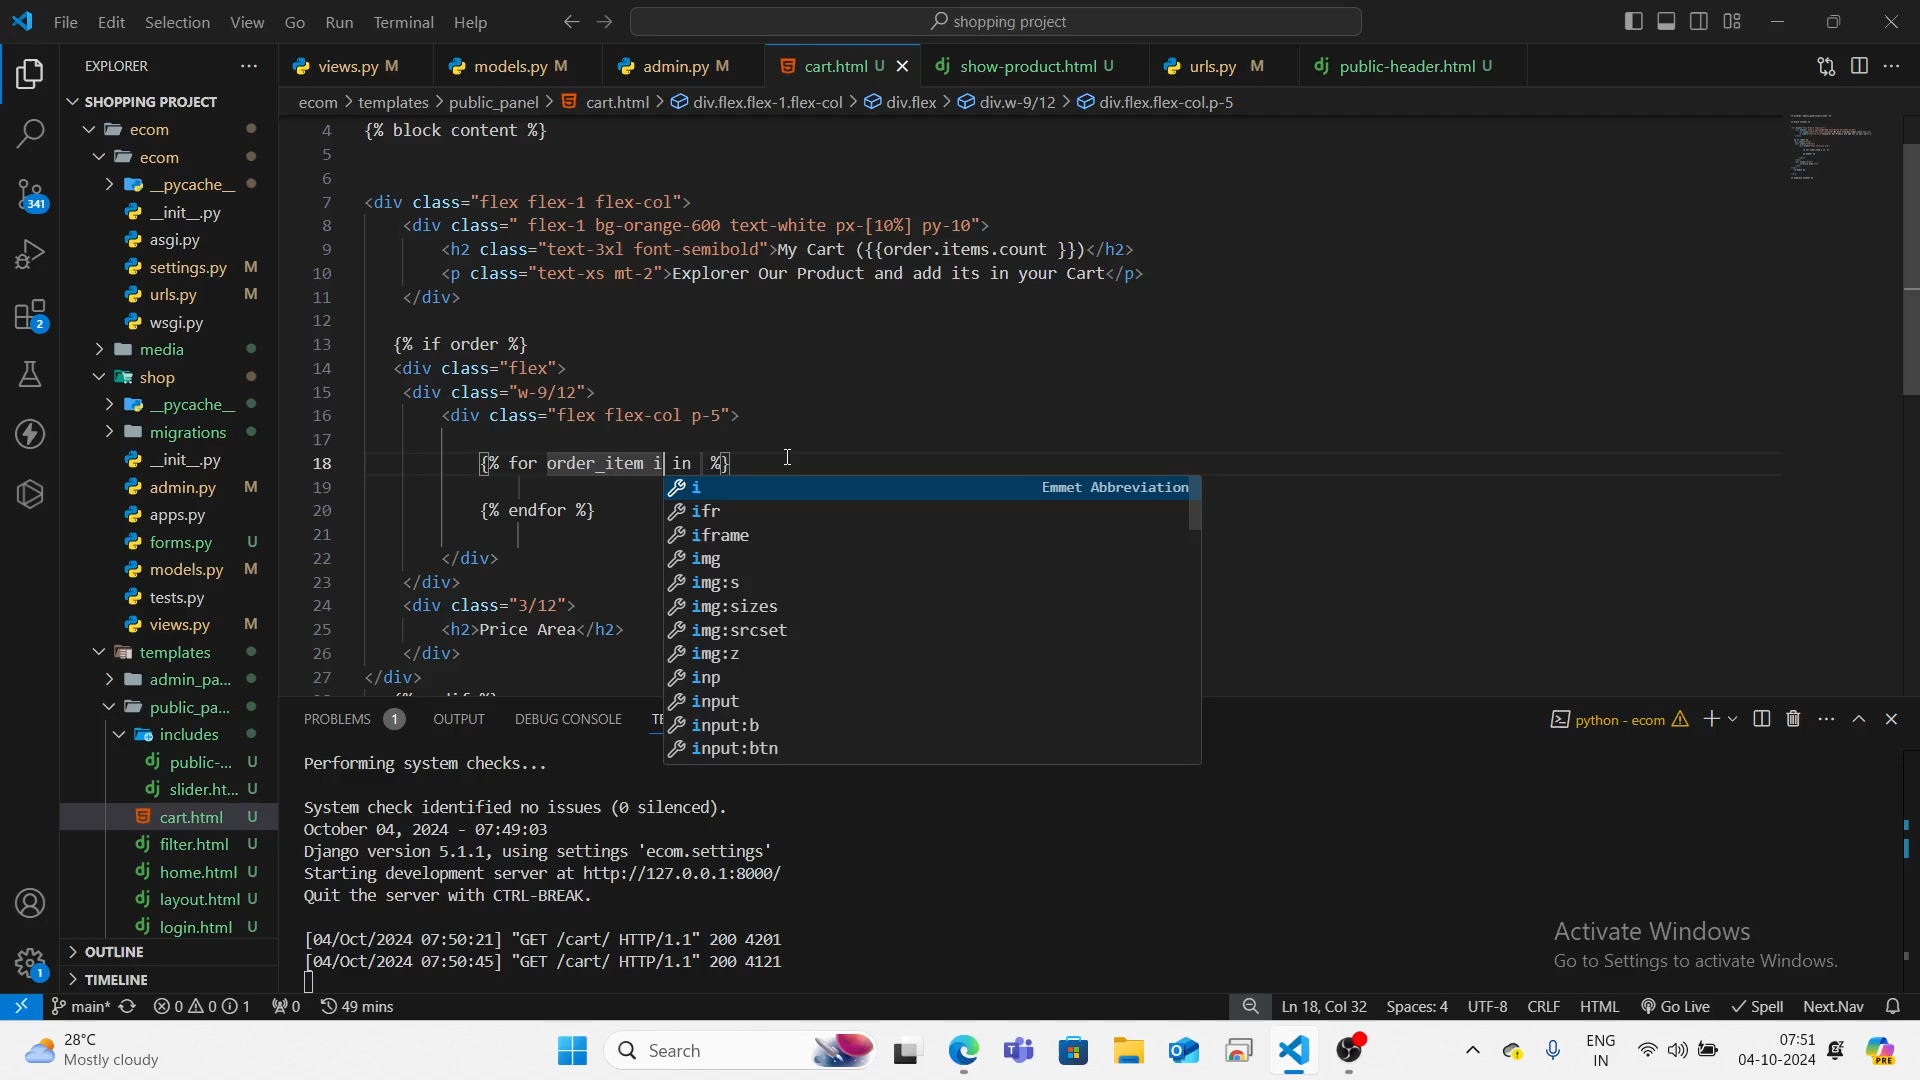 File Edit Selection View Go Run Terminal Help
shopping project
EXPLORER
SHOPPING PROJECT
ecom
ecom
__pycache__
__init__.py
asgi.py
settings.py M
urls.py M
wsgi.py
media
shop
__pycache__
migrations
__init__.py
admin.py M
apps.py
forms.py U
models.py M
tests.py
views.py M
templates
admin_pa...
public_pa...
includes
public-... U
slider.ht... U
cart.html U
filter.html U
home.html U
layout.html U
login.html U
OUTLINE
TIMELINE
341
2
1
views.py M models.py M admin.py M cart.html U show-product.html U urls.py M public-header.html U
ecom > templates > public_panel > cart.html > div.flex.flex-1.flex-col > div.flex > div.w-9/12 > div.flex.flex-col.p-5
4 {% block content %}
5
6
7 <div class="flex flex-1 flex-col">
8 <div class=" flex-1 bg-orange-600 text-white px-[10%] py-10">
9 <h2 class="text-3xl font-semibold">My Cart ({{order.items.count }})</h2>
10 <p class="text-xs mt-2">Explorer Our Product and add its in your Cart</p>
11 </div>
12
13 {% if order %}
14 <div class="flex">
15 <div class="w-9/12">
16 <div class="flex flex-col p-5">
17
18 {% for order_item i in %}
19
20 {% endfor %}
21
22 </div>
23 </div>
24 <div class="3/12">
25 <h2>Price Area</h2>
26 </div>
27 </div>
i Emmet Abbreviation
ifr
iframe
img
img:s
img:sizes
img:srcset
img:z
inp
input
input:b
input:btn
PROBLEMS 1 OUTPUT DEBUG CONSOLE TE
python - ecom
Performing system checks...
System check identified no issues (0 silenced).
October 04, 2024 - 07:49:03
Django version 5.1.1, using settings 'ecom.settings'
Starting development server at http://127.0.0.1:8000/
Quit the server with CTRL-BREAK.
[04/Oct/2024 07:50:21] "GET /cart/ HTTP/1.1" 200 4201
[04/Oct/2024 07:50:45] "GET /cart/ HTTP/1.1" 200 4121
Activate Windows
Go to Settings to activate Windows.
main* 0 0 1 0 49 mins Ln 18, Col 32 Spaces: 4 UTF-8 CRLF HTML Go Live Spell Next.Nav
28°C
Mostly cloudy
Search
ENG
IN
07:51
04-10-2024
PRE